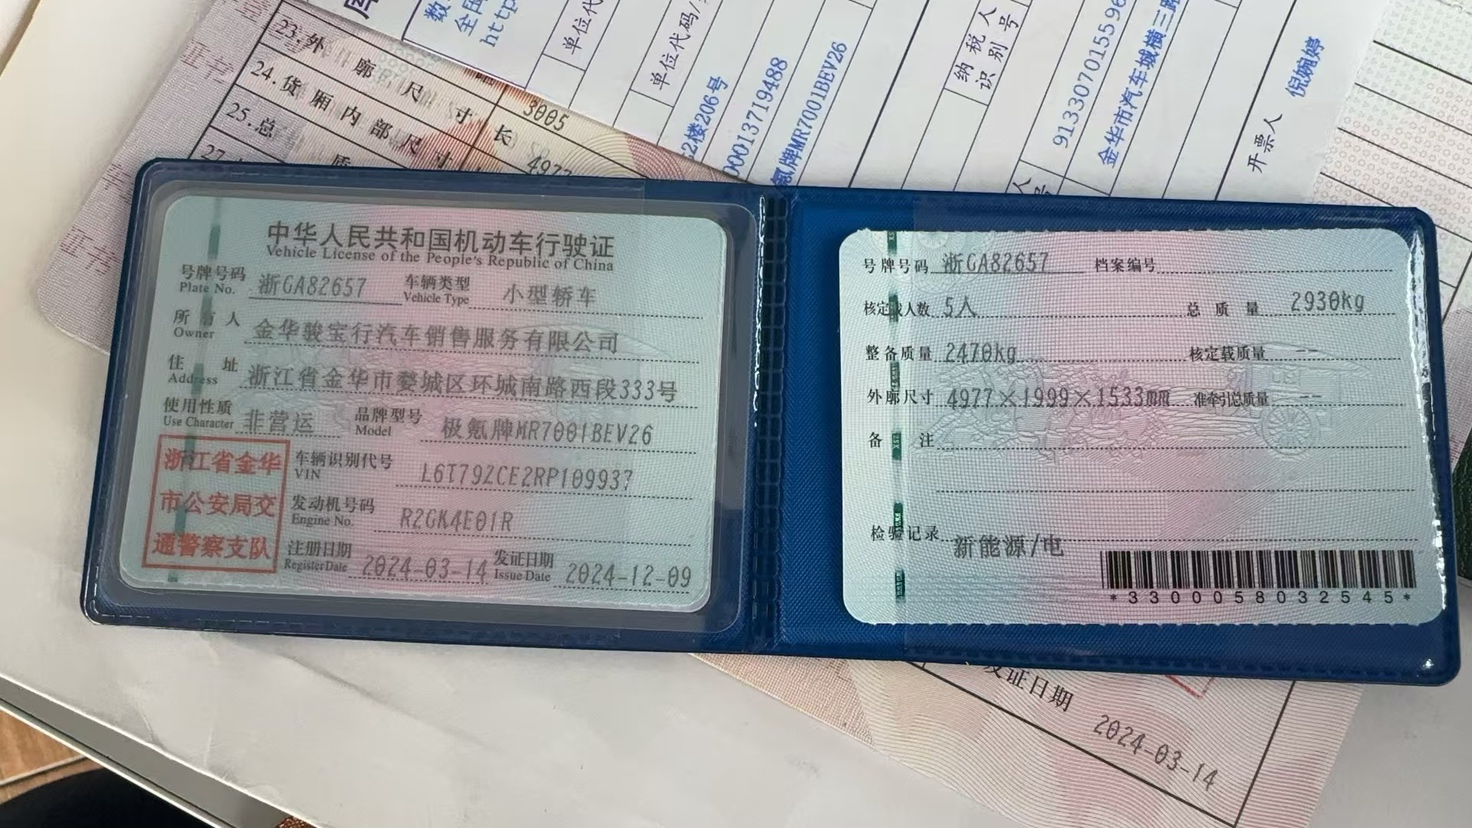 23.外廓尺寸
24.货厢内部尺寸
25.总质
3005
长
4977
数
全国
http
单位代
单位代码/
2楼206号
00013719488
氪牌MR7001BEV26
纳税人
识别号
913307015596
金华市汽车城横三路
开票人
倪婉婷
证书
证书
中华人民共和国机动车行驶证
Vehicle License of the People's Republic of China
号牌号码 浙GA82657 车辆类型 小型轿车
Plate No. Vehicle Type
所有人 金华骏宝行汽车销售服务有限公司
Owner
住址 浙江省金华市婺城区环城南路西段333号
Address
使用性质 非营运 品牌型号 极氪牌MR7001BEV26
Use Character Model
浙江省金华
市公安局交
通警察支队
车辆识别代号 L6T79ZCE2RP109937
VIN
发动机号码 R2GK4E01R
Engine No.
注册日期 2024-03-14 发证日期 2024-12-09
Register Date Issue Date
号牌号码 浙GA82657 档案编号
核定载人数 5人 总质量 2930kg
整备质量 2470kg 核定载质量 --
外廓尺寸 4977×1999×1533mm 准牵引总质量 --
备注
检验记录 新能源/电
*3300058032545*
发证日期
2024-03-14